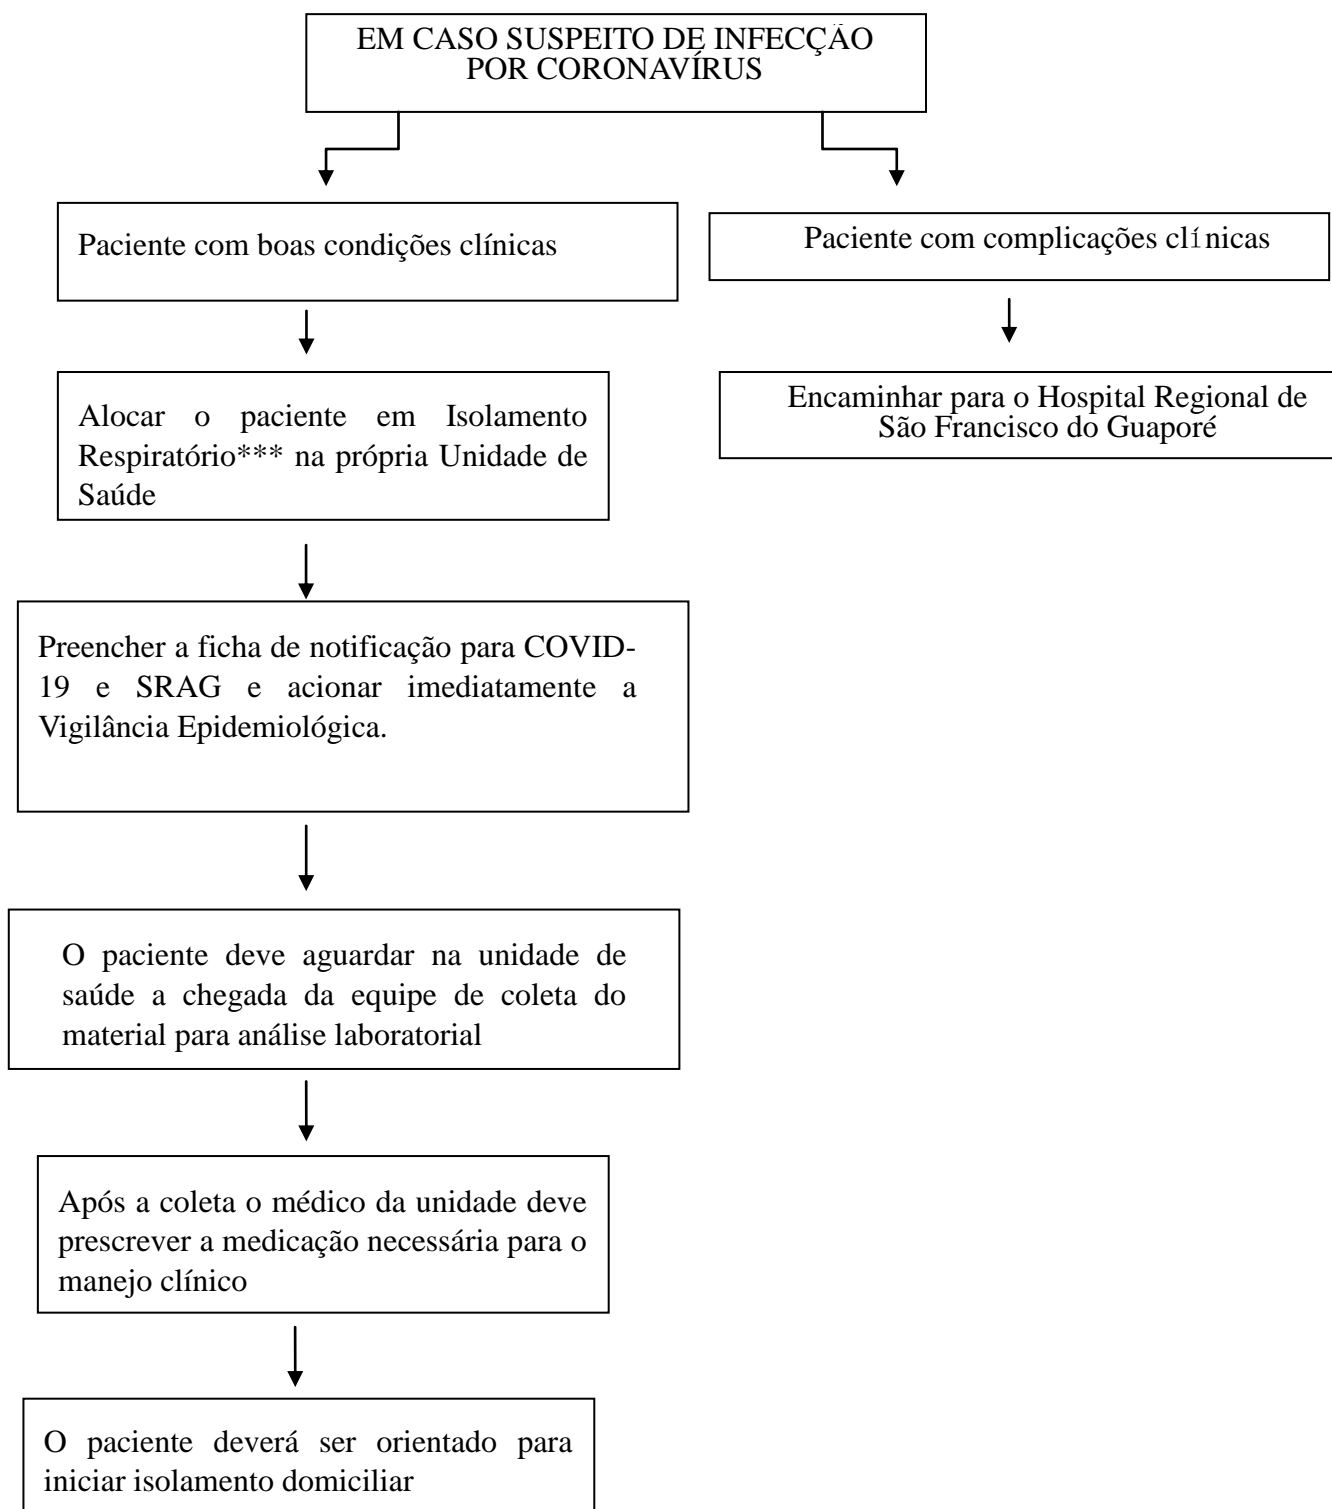 EM CASO SUSPEITO DE INFECÇÃO
POR CORONAVÍRUS
Paciente com boas condições clínicas
Paciente com complicações clínicas
Alocar o paciente em Isolamento
Respiratório*** na própria Unidade de
Saúde
Encaminhar para o Hospital Regional de
São Francisco do Guaporé
Preencher a ficha de notificação para COVID-
19 e SRAG e acionar imediatamente a
Vigilância Epidemiológica.
O paciente deve aguardar na unidade de
saúde a chegada da equipe de coleta do
material para análise laboratorial
Após a coleta o médico da unidade deve
prescrever a medicação necessária para o
manejo clínico
O paciente deverá ser orientado para
iniciar isolamento domiciliar